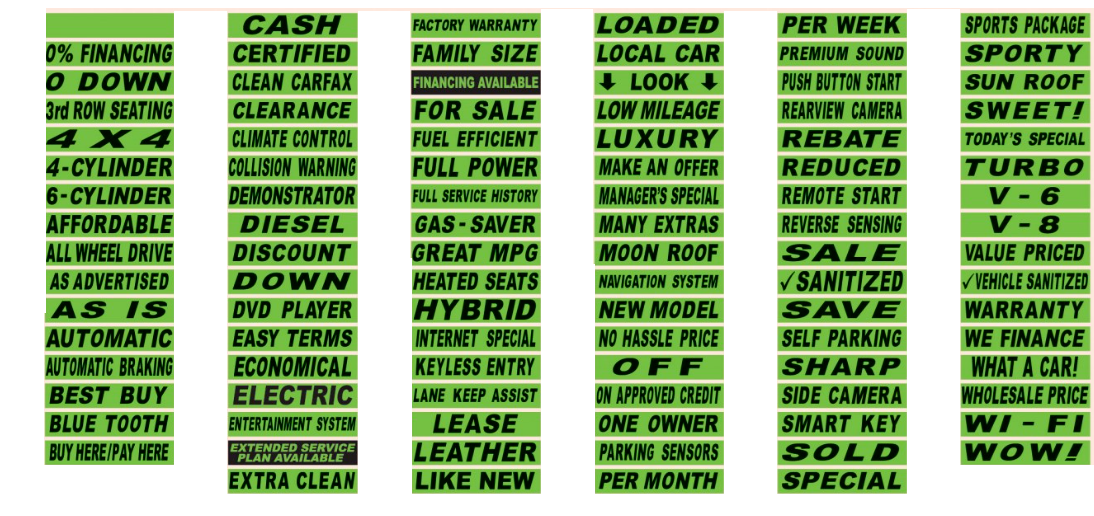 0% FINANCING
0 DOWN
3rd ROW SEATING
4 X 4
4-CYLINDER
6-CYLINDER
AFFORDABLE
ALL WHEEL DRIVE
AS ADVERTISED
AS IS
AUTOMATIC
AUTOMATIC BRAKING
BEST BUY
BLUE TOOTH
BUY HERE/PAY HERE
CASH
CERTIFIED
CLEAN CARFAX
CLEARANCE
CLIMATE CONTROL
COLLISION WARNING
DEMONSTRATOR
DIESEL
DISCOUNT
DOWN
DVD PLAYER
EASY TERMS
ECONOMICAL
ELECTRIC
ENTERTAINMENT SYSTEM
EXTENDED SERVICE
PLAN AVAILABLE
EXTRA CLEAN
FACTORY WARRANTY
FAMILY SIZE
FINANCING AVAILABLE
FOR SALE
FUEL EFFICIENT
FULL POWER
FULL SERVICE HISTORY
GAS-SAVER
GREAT MPG
HEATED SEATS
HYBRID
INTERNET SPECIAL
KEYLESS ENTRY
LANE KEEP ASSIST
LEASE
LEATHER
LIKE NEW
LOADED
LOCAL CAR
↓ LOOK ↓
LOW MILEAGE
LUXURY
MAKE AN OFFER
MANAGER'S SPECIAL
MANY EXTRAS
MOON ROOF
NAVIGATION SYSTEM
NEW MODEL
NO HASSLE PRICE
OFF
ON APPROVED CREDIT
ONE OWNER
PARKING SENSORS
PER MONTH
PER WEEK
PREMIUM SOUND
PUSH BUTTON START
REARVIEW CAMERA
REBATE
REDUCED
REMOTE START
REVERSE SENSING
SALE
✓SANITIZED
SAVE
SELF PARKING
SHARP
SIDE CAMERA
SMART KEY
SOLD
SPECIAL
SPORTS PACKAGE
SPORTY
SUN ROOF
SWEET!
TODAY'S SPECIAL
TURBO
V - 6
V - 8
VALUE PRICED
✓VEHICLE SANITIZED
WARRANTY
WE FINANCE
WHAT A CAR!
WHOLESALE PRICE
WI - FI
WOW!